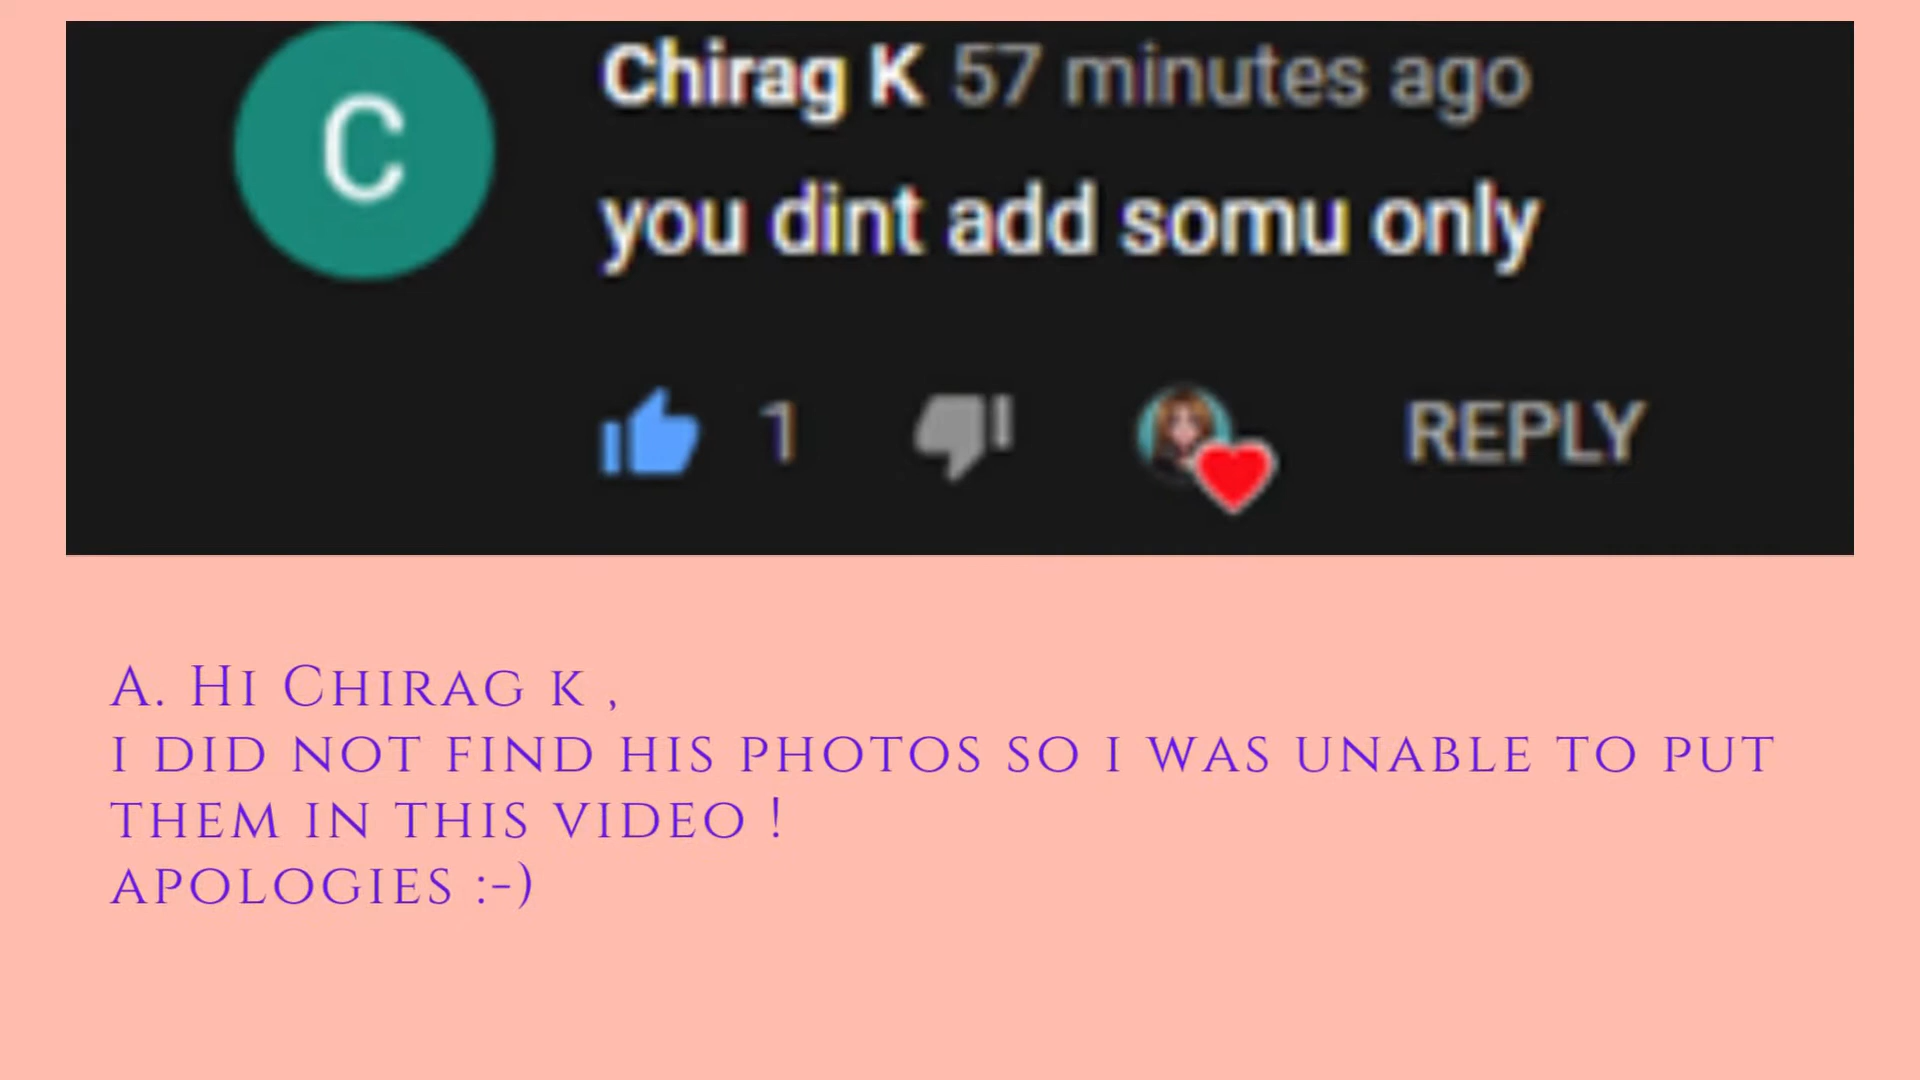 C
Chirag K 57 minutes ago
you dint add somu only
1 REPLY
A. Hi Chirag k ,
I DID NOT FIND HIS PHOTOS SO I WAS UNABLE TO PUT
THEM IN THIS VIDEO !
APOLOGIES :-)